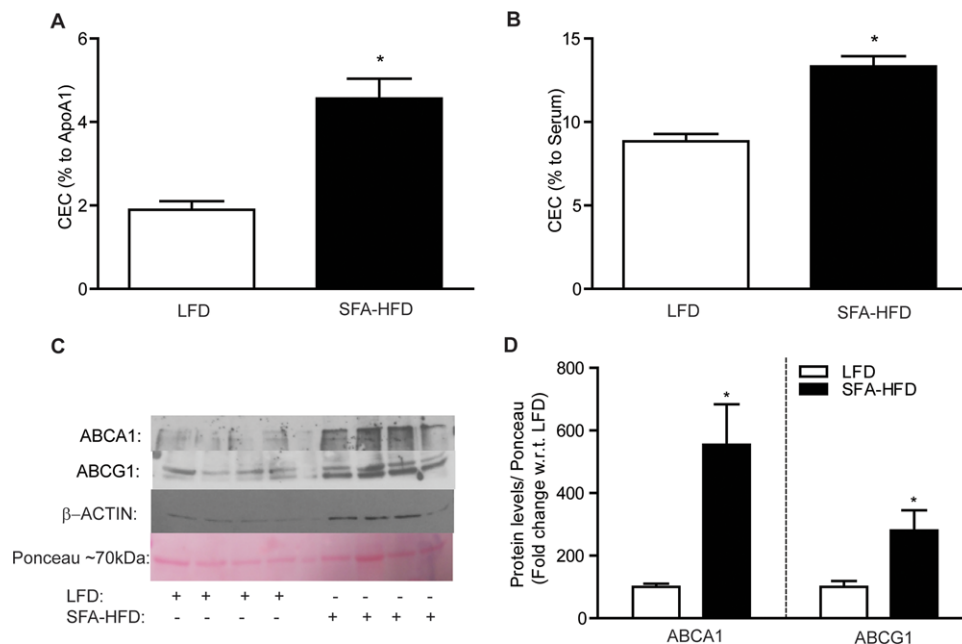 A
CEC (% to ApoA1)
6
4
2
0
*
LFD
SFA-HFD
B
CEC (% to Serum)
15
10
5
0
*
LFD
SFA-HFD
C
ABCA1:
ABCG1:
β–ACTIN:
Ponceau ~70kDa:
LFD: + + + + - - - -
SFA-HFD: - - - - + + + +
D
Protein levels/ Ponceau
(Fold change w.r.t. LFD)
800
600
400
200
0
LFD
SFA-HFD
*
*
ABCA1
ABCG1